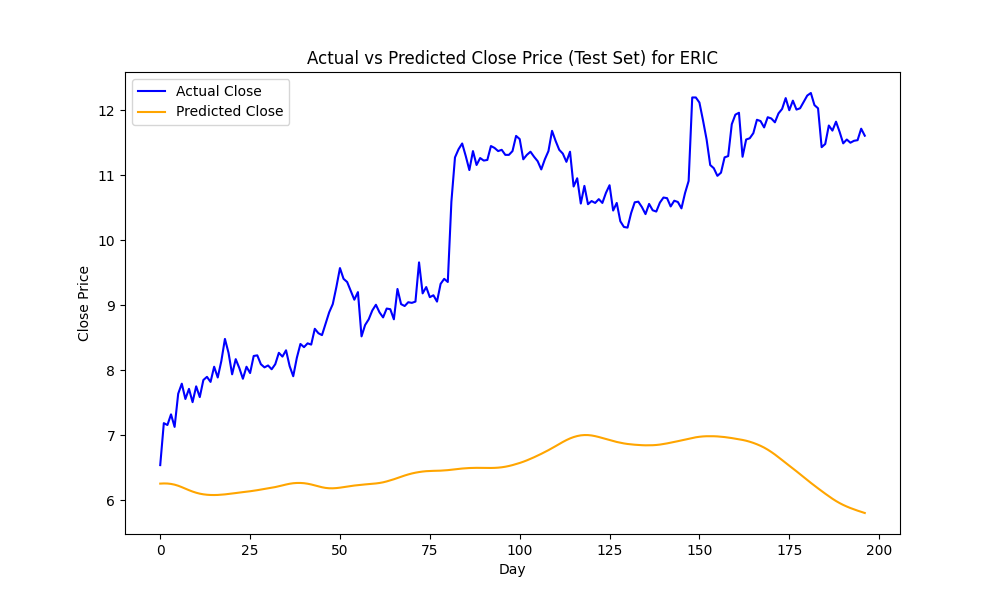 Actual vs Predicted Close Price (Test Set) for ERIC
Actual Close
Predicted Close
12
11
10
9
8
7
6
Close Price
0 25 50 75 100 125 150 175 200
Day